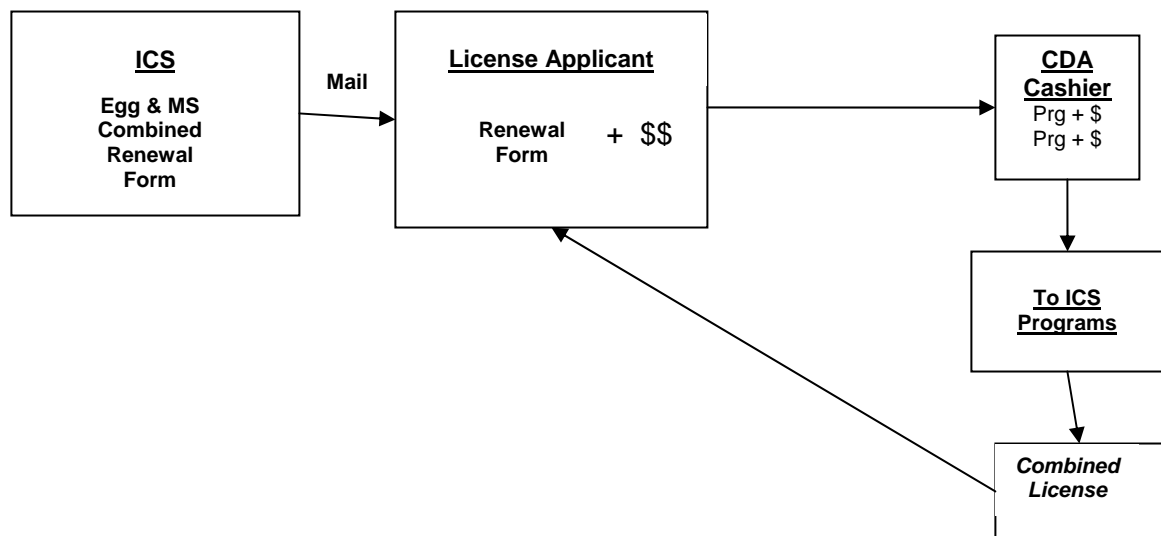 ICS
Egg & MS
Combined
Renewal
Form
Mail
License Applicant
Renewal
Form
+ $$
CDA
Cashier
Prg + $
Prg + $
To ICS
Programs
Combined
License